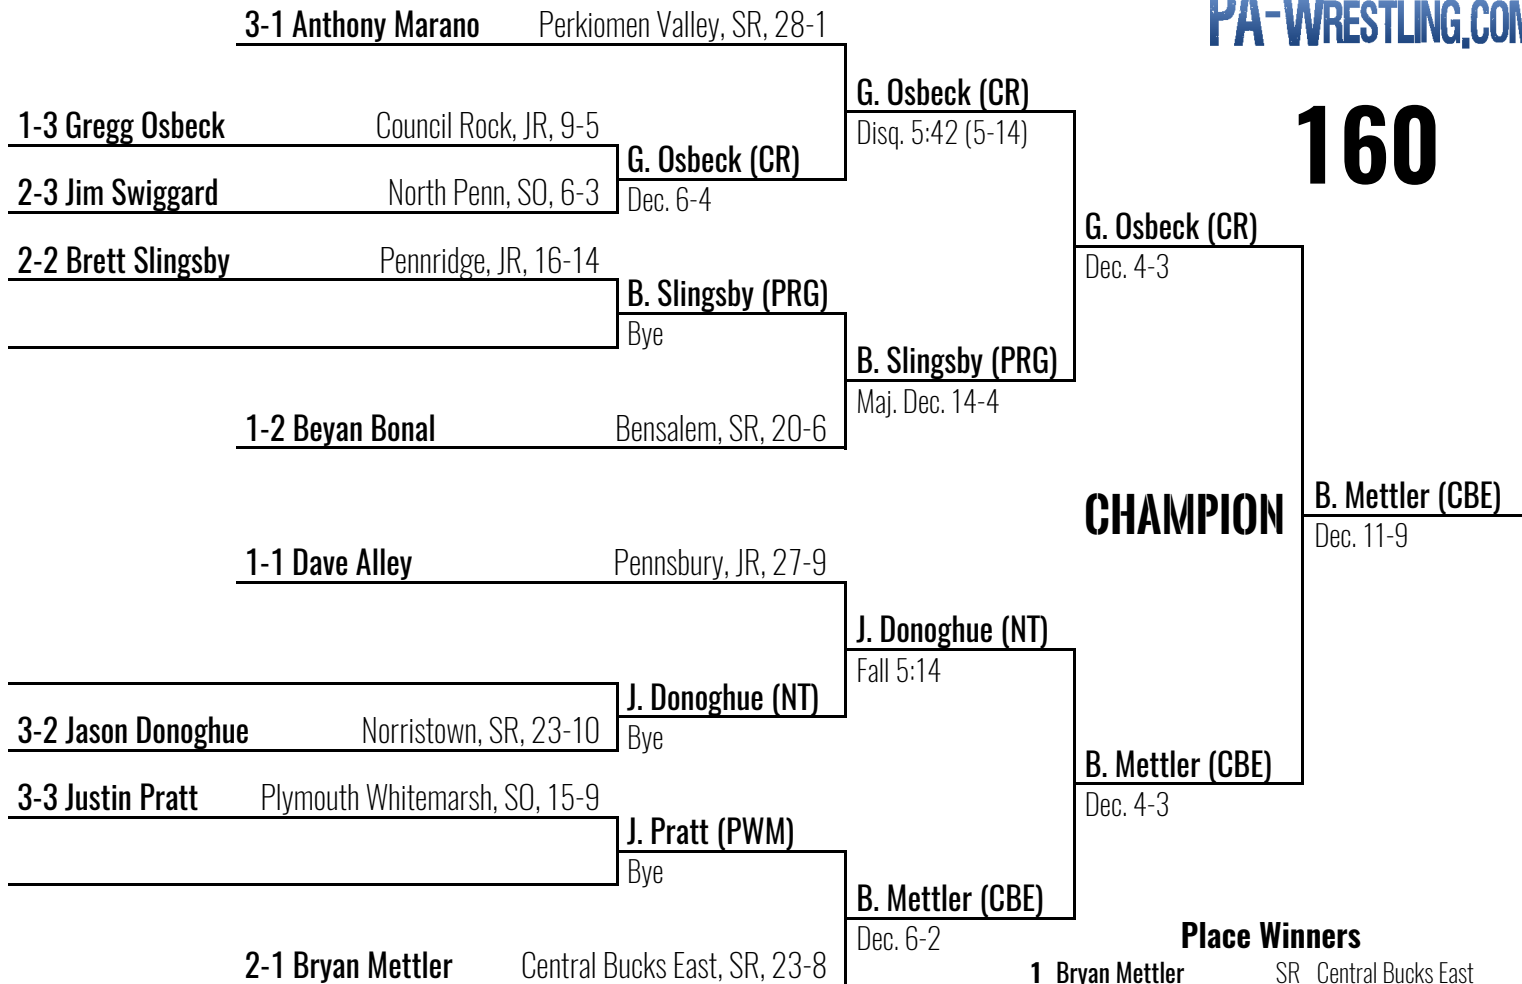 3-1 Anthony Marano Perkiomen Valley, SR, 28-1
PA-WRESTLING.COM
G. Osbeck (CR)
Disq. 5:42 (5-14)
160
1-3 Gregg Osbeck Council Rock, JR, 9-5
G. Osbeck (CR)
Dec. 6-4
2-3 Jim Swiggard North Penn, SO, 6-3
G. Osbeck (CR)
Dec. 4-3
2-2 Brett Slingsby Pennridge, JR, 16-14
B. Slingsby (PRG)
Bye
B. Slingsby (PRG)
Maj. Dec. 14-4
1-2 Beyan Bonal Bensalem, SR, 20-6
CHAMPION
B. Mettler (CBE)
Dec. 11-9
1-1 Dave Alley Pennsbury, JR, 27-9
J. Donoghue (NT)
Fall 5:14
J. Donoghue (NT)
Bye
3-2 Jason Donoghue Norristown, SR, 23-10
B. Mettler (CBE)
Dec. 4-3
3-3 Justin Pratt Plymouth Whitemarsh, SO, 15-9
J. Pratt (PWM)
Bye
B. Mettler (CBE)
Dec. 6-2
2-1 Bryan Mettler Central Bucks East, SR, 23-8
Place Winners
1 Bryan Mettler SR Central Bucks East